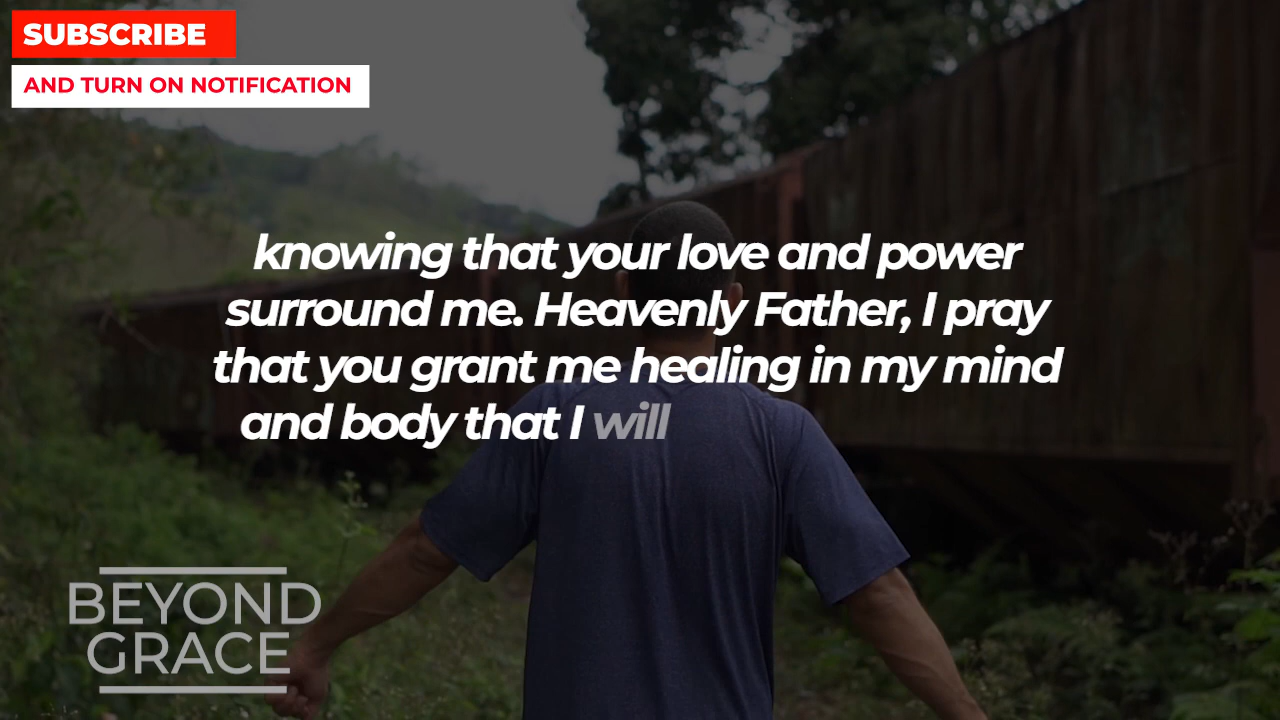 SUBSCRIBE
AND TURN ON NOTIFICATION
knowing that your love and power
surround me. Heavenly Father, I pray
that you grant me healing in my mind
and body that I will
BEYOND
GRACE